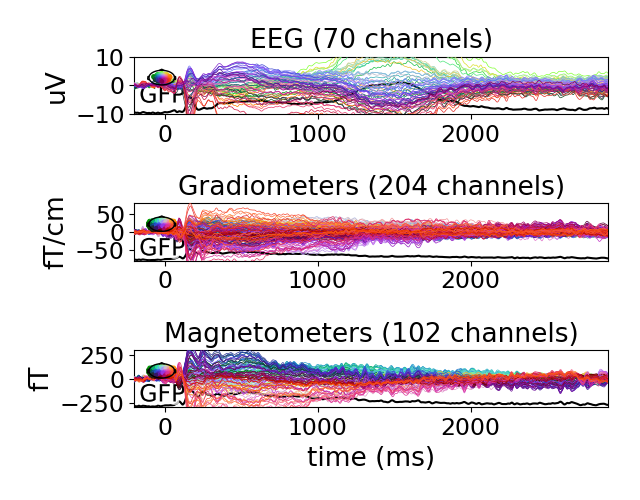 EEG (70 channels)
10
0
−10
uV
GFP
0 1000 2000
Gradiometers (204 channels)
50
0
−50
fT/cm
GFP
0 1000 2000
Magnetometers (102 channels)
250
0
−250
fT
GFP
0 1000 2000
time (ms)